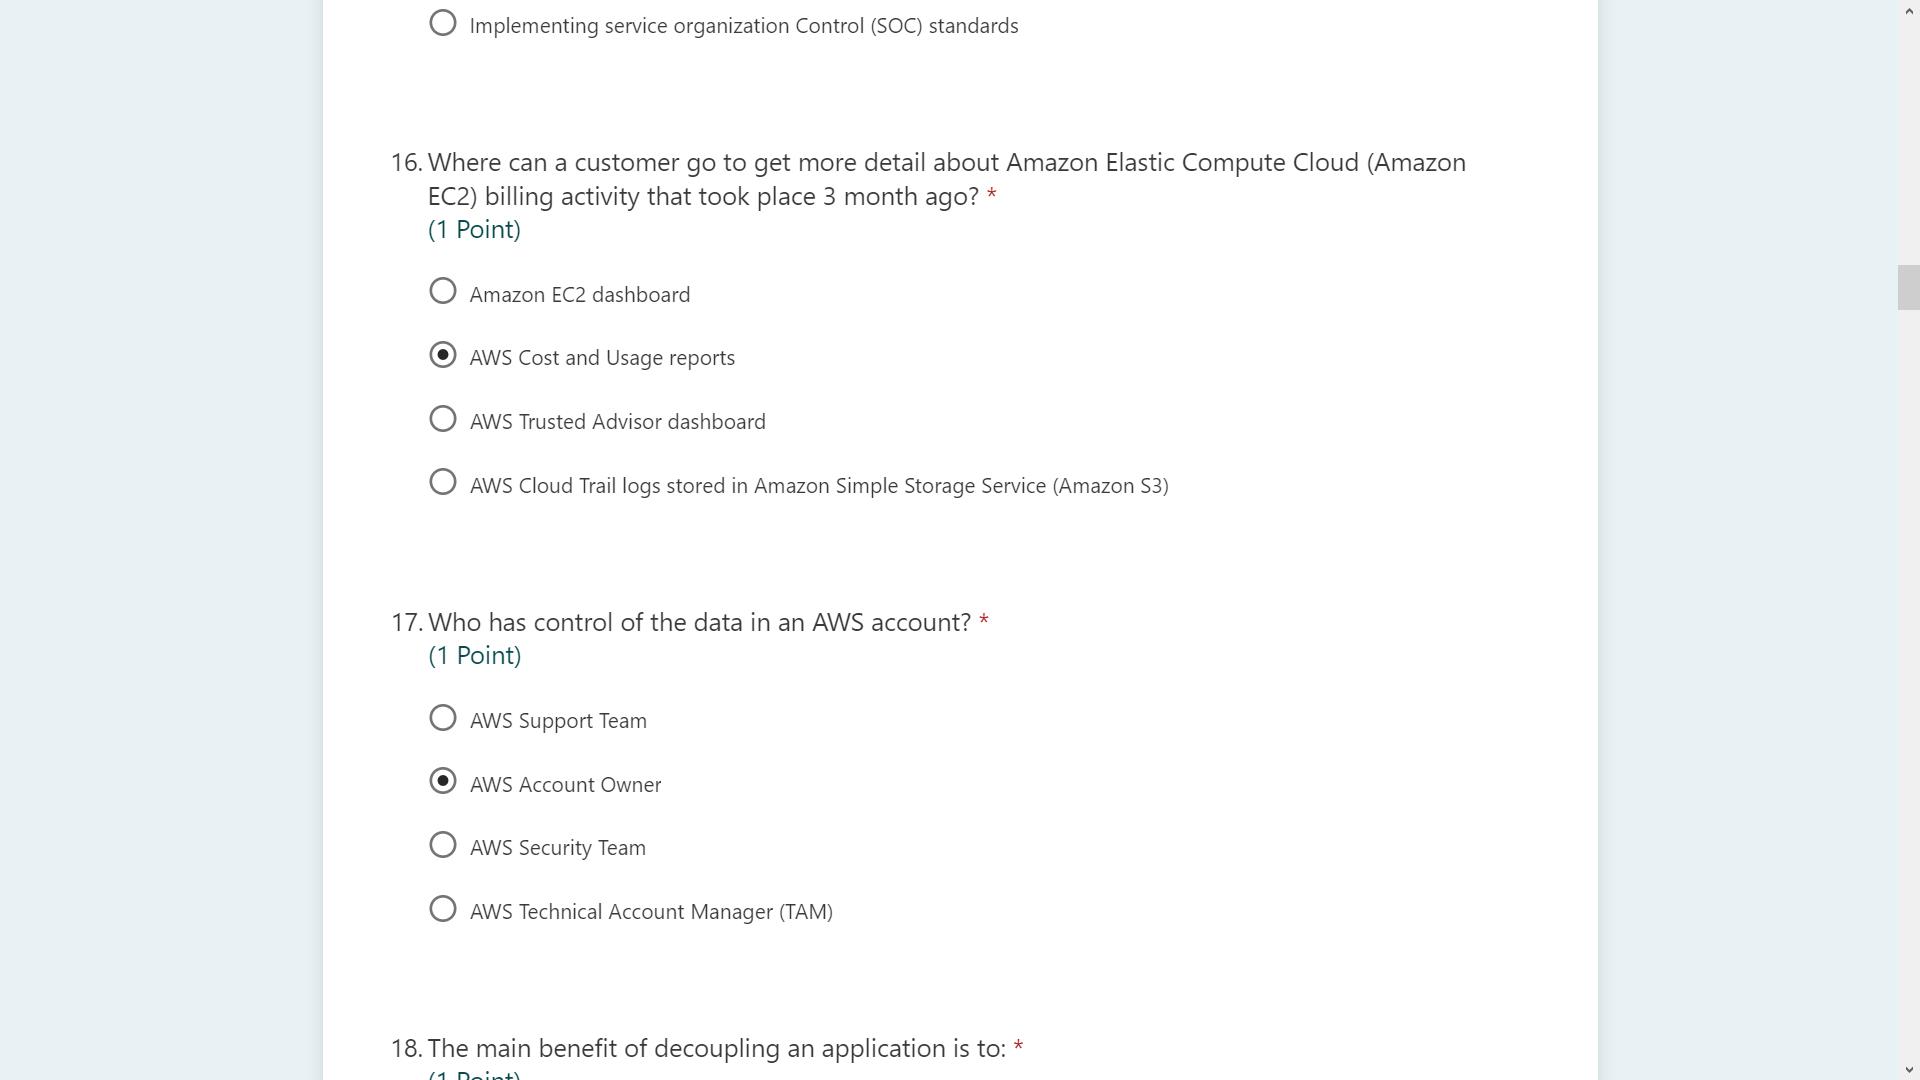 Implementing service organization Control (SOC) standards
16. Where can a customer go to get more detail about Amazon Elastic Compute Cloud (Amazon
EC2) billing activity that took place 3 month ago? *
(1 Point)
Amazon EC2 dashboard
AWS Cost and Usage reports
AWS Trusted Advisor dashboard
AWS Cloud Trail logs stored in Amazon Simple Storage Service (Amazon S3)
17. Who has control of the data in an AWS account? *
(1 Point)
AWS Support Team
AWS Account Owner
AWS Security Team
AWS Technical Account Manager (TAM)
18. The main benefit of decoupling an application is to: *
(1 Point)